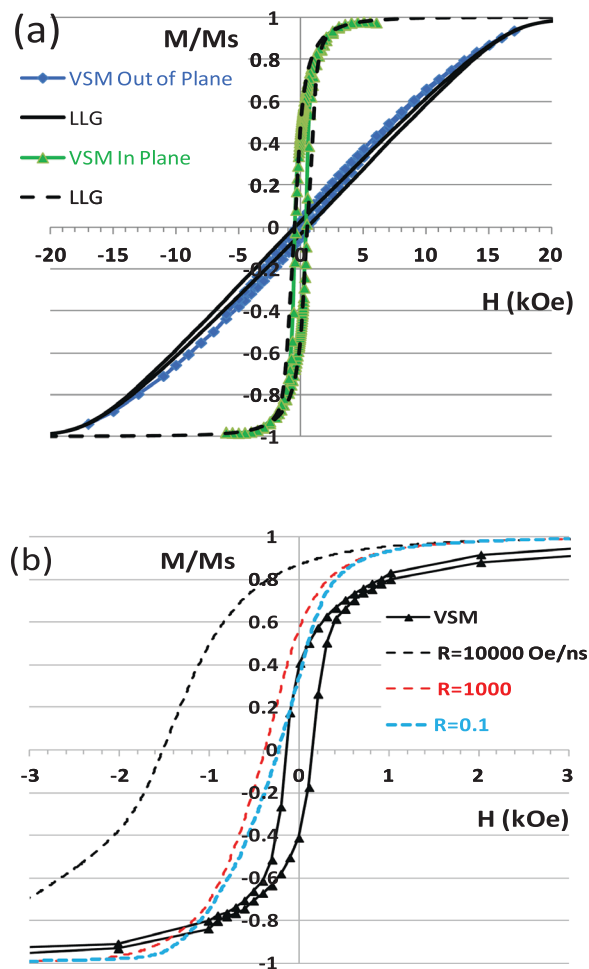 (a)
M/Ms
VSM Out of Plane
LLG
VSM In Plane
LLG
1
0.8
0.6
0.4
0.2
0
-0.2
-0.4
-0.6
-0.8
-1
-20 -15 -10 -5 0 5 10 15 20
H (kOe)
(b)
M/Ms
VSM
R=10000 Oe/ns
R=1000
R=0.1
1
0.8
0.6
0.4
0.2
0
-0.2
-0.4
-0.6
-0.8
-1
-3 -2 -1 0 1 2 3
H (kOe)